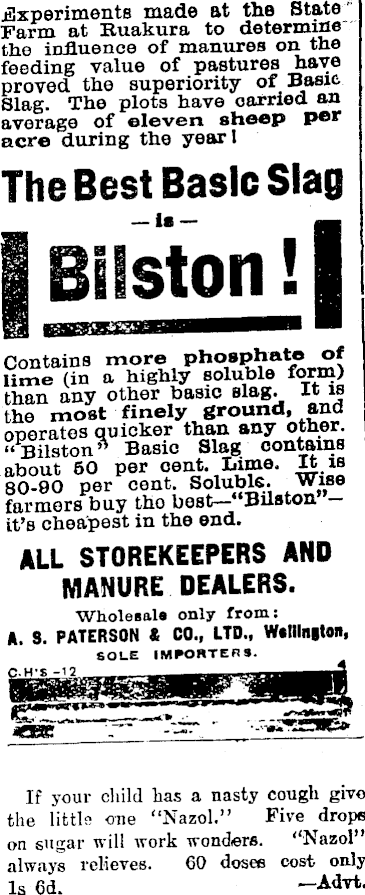 Experiments made at the State
Farm at Ruakura to determine
the influence of manures on the
feeding value of pastures have
proved the superiority of Basic
Slag. The plots have carried an
average of eleven sheep per
acre during the year!
The Best Basic Slag
— is —
Bilston!
Contains more phosphate of
lime (in a highly soluble form)
than any other basic slag. It is
the most finely ground, and
operates quicker than any other.
"Bilston" Basic Slag contains
about 50 per cent. Lime. It is
80-90 per cent. Soluble. Wise
farmers buy the best—"Bilston"—
it's cheapest in the end.
ALL STOREKEEPERS AND
MANURE DEALERS.
Wholesale only from:
A. S. PATERSON & CO., LTD., Wellington,
SOLE IMPORTERS.
C.H's -12 4
If your child has a nasty cough give
the little one "Nazol." Five drops
on sugar will work wonders. "Nazol"
always relieves. 60 doses cost only
1s 6d. —Advt.